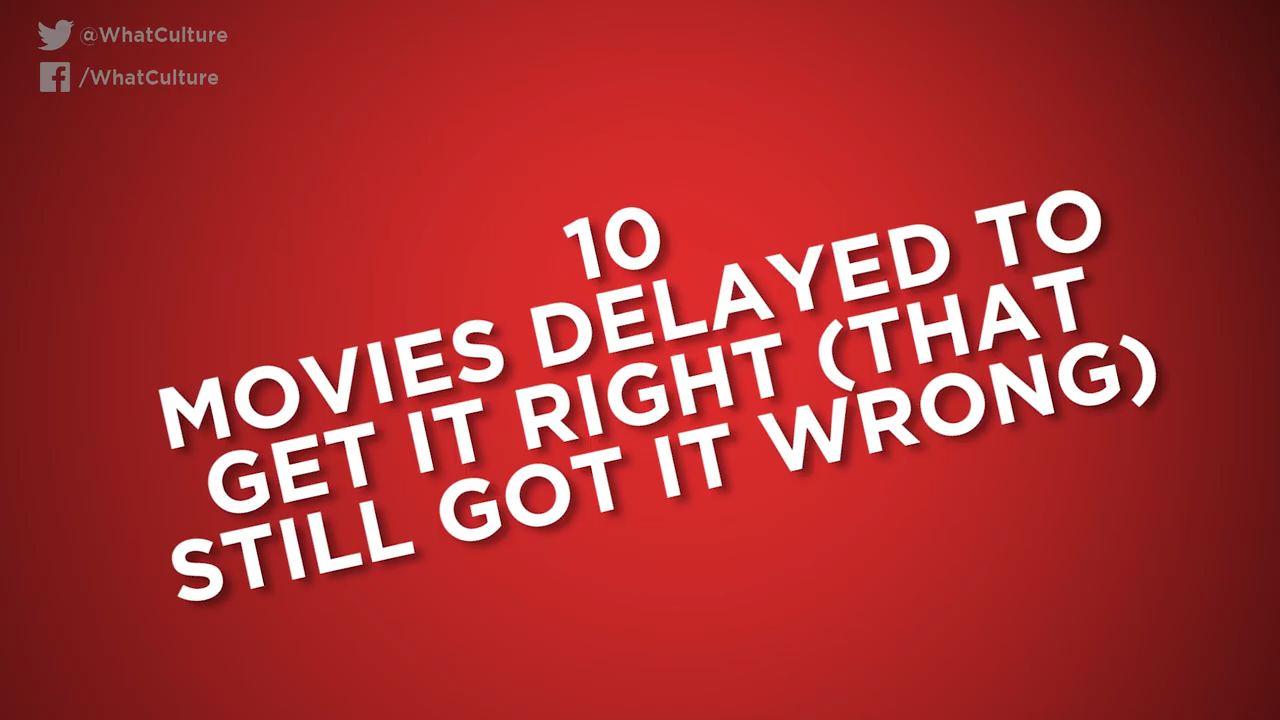 @WhatCulture
/WhatCulture
10
MOVIES DELAYED TO
GET IT RIGHT (THAT
STILL GOT IT WRONG)